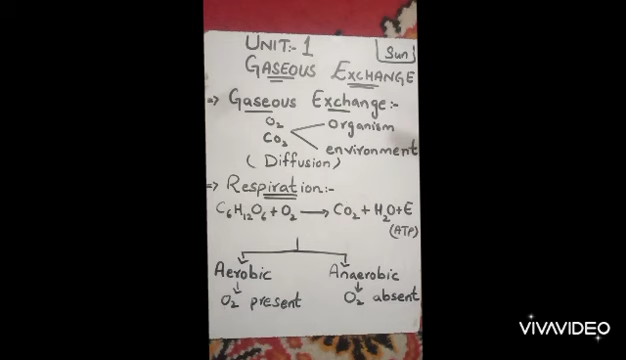 UNIT:- 1
Sun
GASEOUS EXCHANGE
=> Gaseous Exchange:-
O₂ Organism
CO₂ environment
(Diffusion)
=> Respiration:-
C₆H₁₂O₆ + O₂ → CO₂ + H₂O + E
(ATP)
Aerobic Anaerobic
O₂ present O₂ absent
VIVAVIDEO